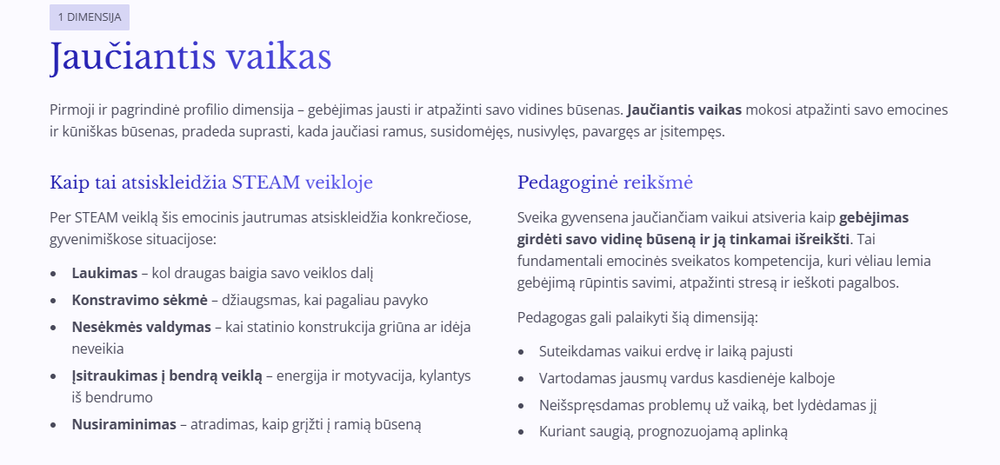 1 DIMENSIJA
Jaučiantis vaikas
Pirmoji ir pagrindinė profilio dimensija – gebėjimas jausti ir atpažinti savo vidines būsenas. Jaučiantis vaikas mokosi atpažinti savo emocines
ir kūniškas būsenas, pradeda suprasti, kada jaučiasi ramus, susidomėjęs, nusivylęs, pavargęs ar įsitempęs.
Kaip tai atsiskleidžia STEAM veikloje
Per STEAM veiklą šis emocinis jautrumas atsiskleidžia konkrečiose,
gyvenimiškose situacijose:
• Laukimas – kol draugas baigia savo veiklos dalį
• Konstravimo sėkmė – džiaugsmas, kai pagaliau pavyko
• Nesėkmės valdymas – kai statinio konstrukcija griūna ar idėja
neveikia
• Įsitraukimas į bendrą veiklą – energija ir motyvacija, kylantys
iš bendrumo
• Nusiraminimas – atradimas, kaip grįžti į ramią būseną
Pedagoginė reikšmė
Sveika gyvensena jaučiančiam vaikui atsiveria kaip gebėjimas
girdėti savo vidinę būseną ir ją tinkamai išreikšti. Tai
fundamentali emocinės sveikatos kompetencija, kuri vėliau lemia
gebėjimą rūpintis savimi, atpažinti stresą ir ieškoti pagalbos.
Pedagogas gali palaikyti šią dimensiją:
• Suteikdamas vaikui erdvę ir laiką pajusti
• Vartodamas jausmų vardus kasdienėje kalboje
• Neišspręsdamas problemų už vaiką, bet lydėdamas jį
• Kuriant saugią, prognozuojamą aplinką